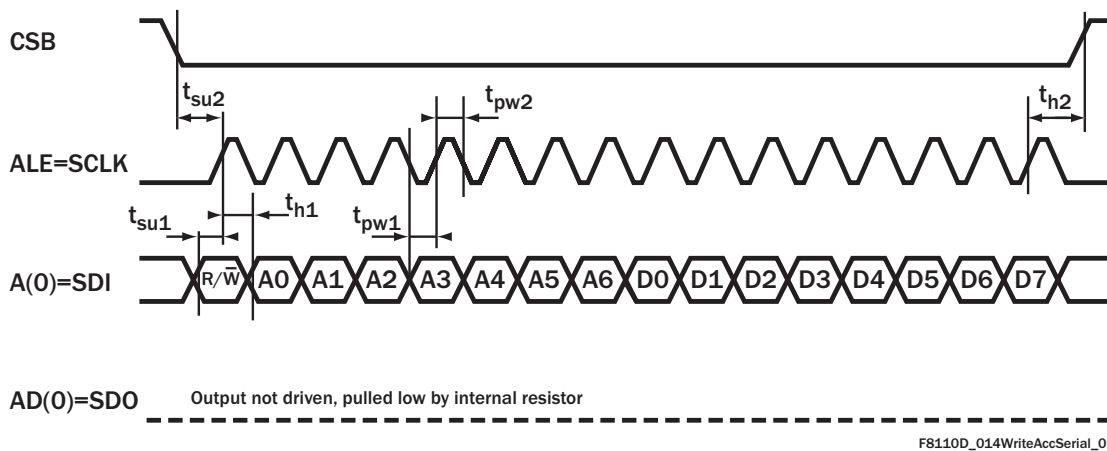 CSB
tsu2
tpw2
th2
ALE=SCLK
tsu1
th1
tpw1
A(0)=SDI
R/W̅ A0 A1 A2 A3 A4 A5 A6 D0 D1 D2 D3 D4 D5 D6 D7
AD(0)=SDO
Output not driven, pulled low by internal resistor
F8110D_014WriteAccSerial_0